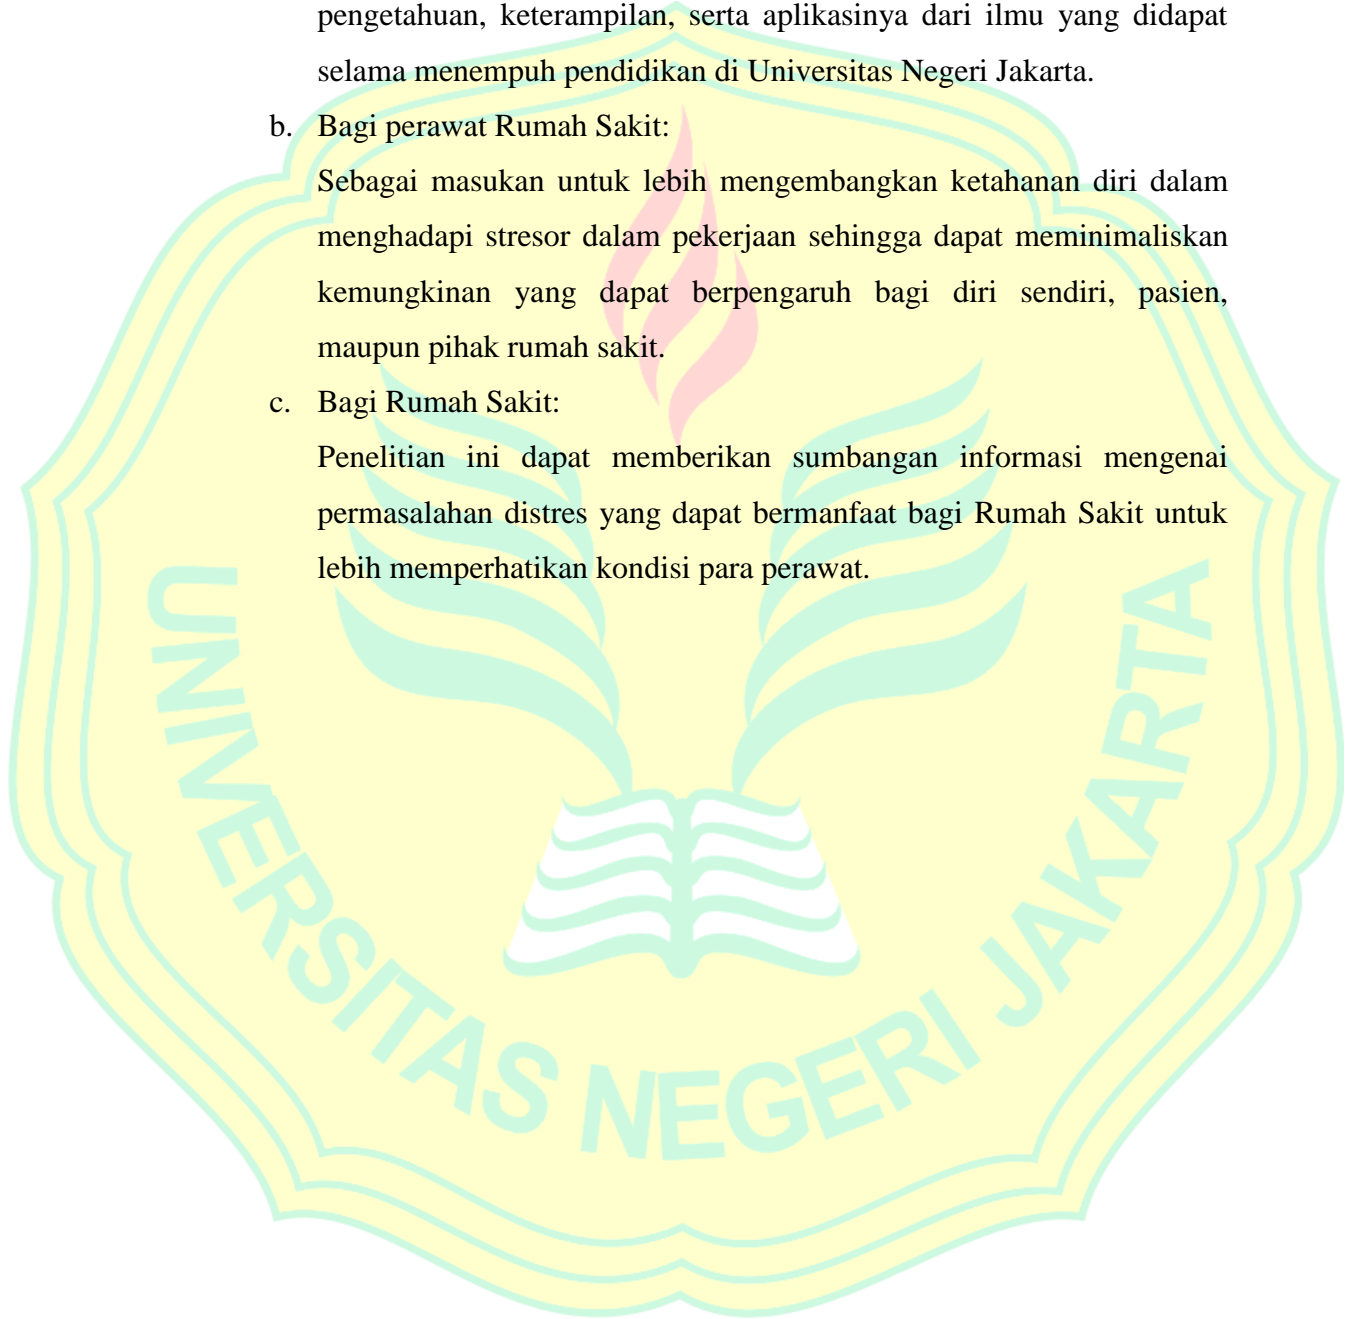 pengetahuan, keterampilan, serta aplikasinya dari ilmu yang didapat
selama menempuh pendidikan di Universitas Negeri Jakarta.
b. Bagi perawat Rumah Sakit:
Sebagai masukan untuk lebih mengembangkan ketahanan diri dalam
menghadapi stresor dalam pekerjaan sehingga dapat meminimaliskan
kemungkinan yang dapat berpengaruh bagi diri sendiri, pasien,
maupun pihak rumah sakit.
c. Bagi Rumah Sakit:
Penelitian ini dapat memberikan sumbangan informasi mengenai
permasalahan distres yang dapat bermanfaat bagi Rumah Sakit untuk
lebih memperhatikan kondisi para perawat.
UNIVERSITAS NEGERI JAKARTA